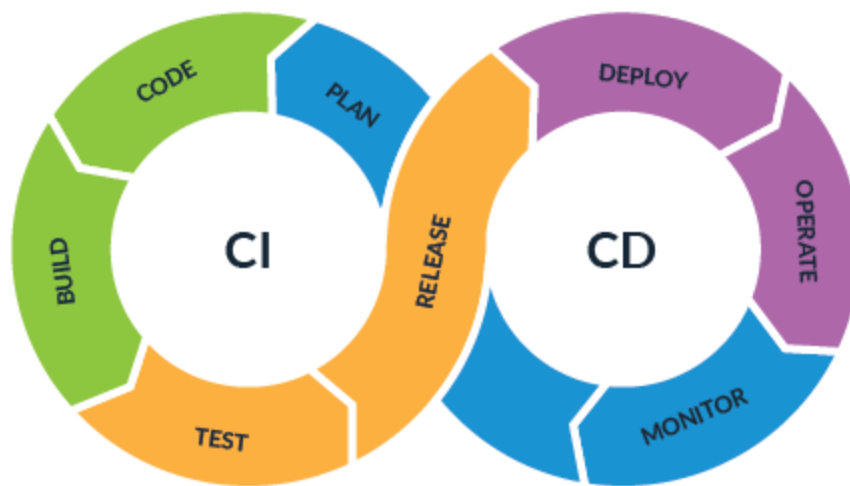 CODE
PLAN
BUILD
CI
TEST
RELEASE
DEPLOY
OPERATE
CD
MONITOR